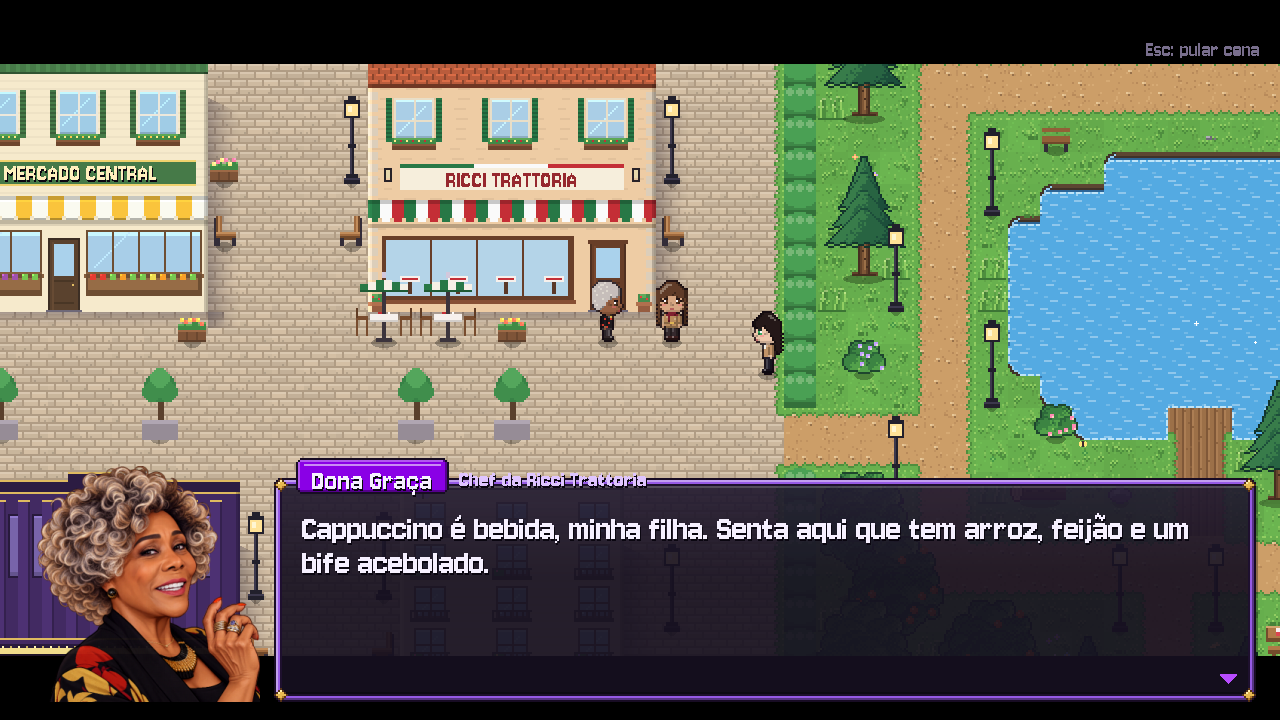 Esc: pular cena
MERCADO CENTRAL
RICCI TRATTORIA
Dona Graça
Chef da Ricci Trattoria
Cappuccino é bebida, minha filha. Senta aqui que tem arroz, feijão e um
bife acebolado.